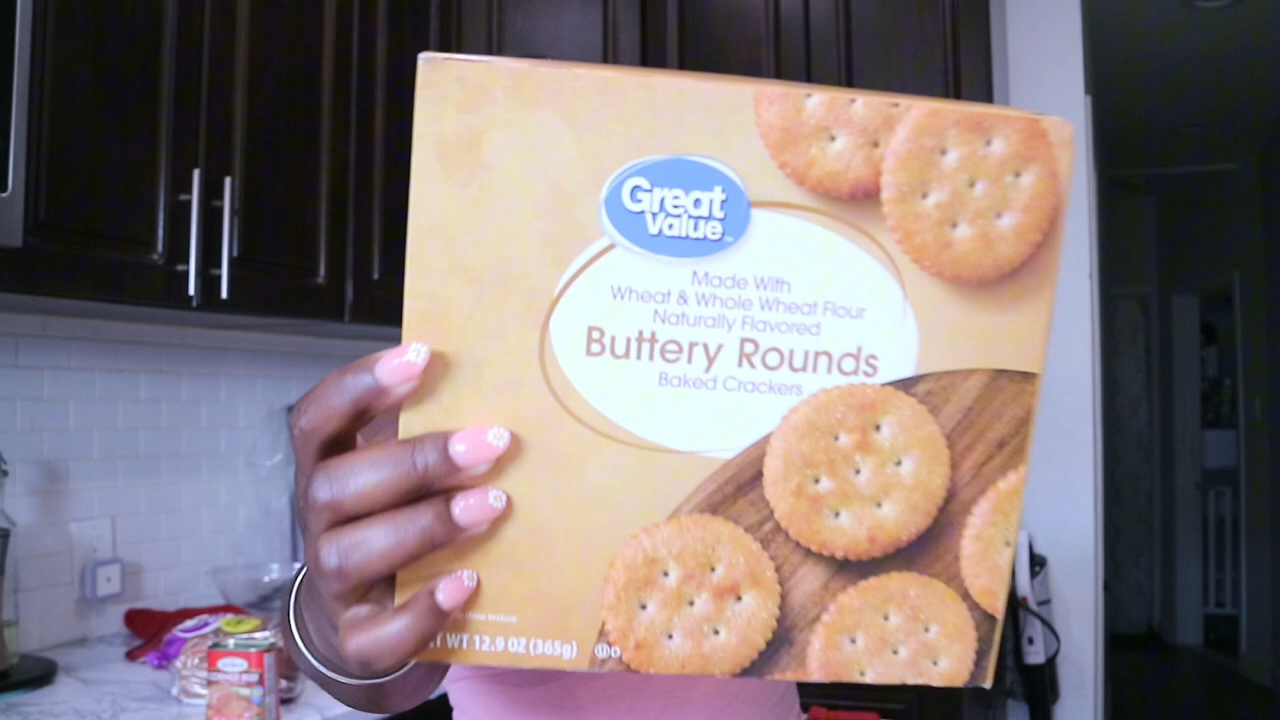 Great
Value
Made With
Wheat & Whole Wheat Flour
Naturally Flavored
Buttery Rounds
Baked Crackers
texture
WT 12.9 OZ (365g)